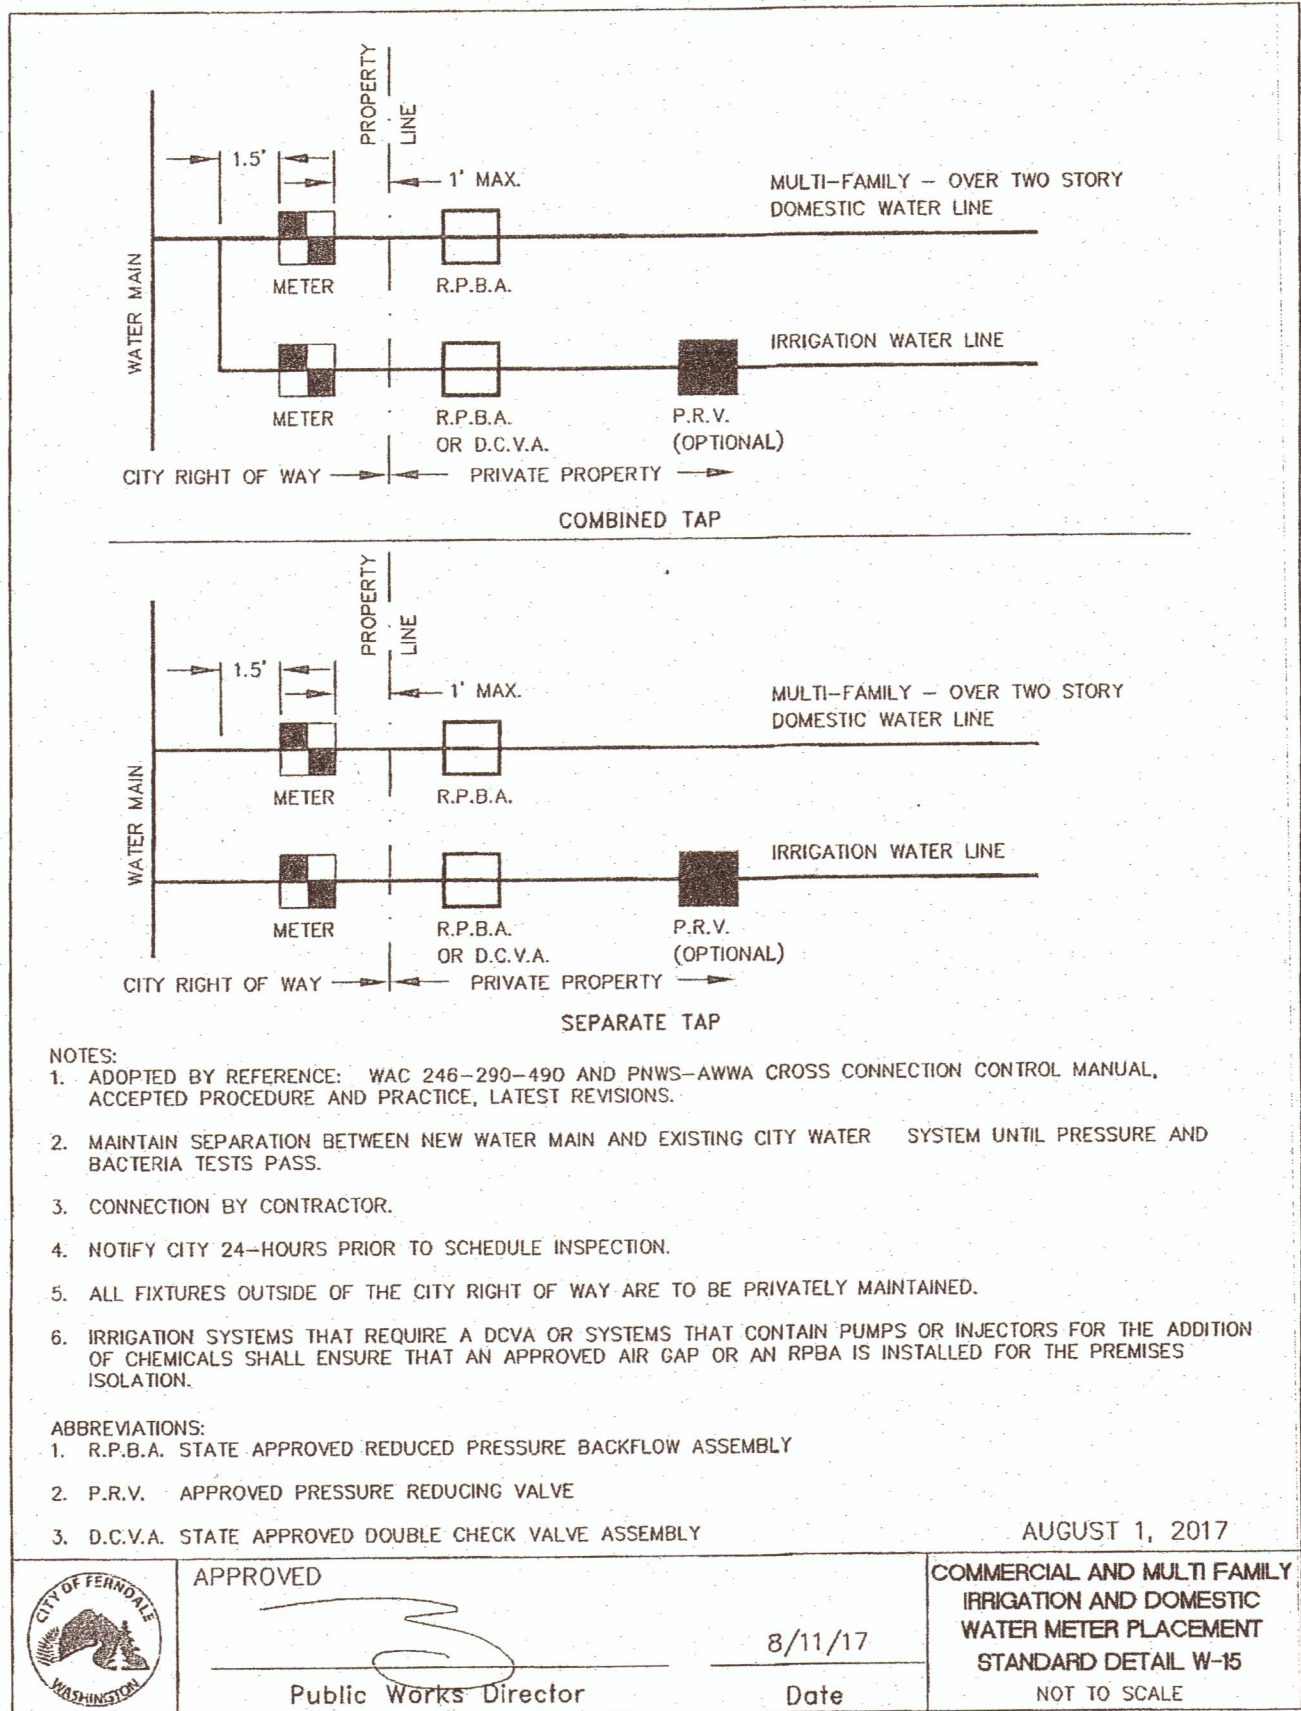 PROPERTY
LINE
1.5'
1' MAX.
MULTI-FAMILY - OVER TWO STORY
DOMESTIC WATER LINE
WATER MAIN
METER
R.P.B.A.
IRRIGATION WATER LINE
METER
R.P.B.A.
OR D.C.V.A.
P.R.V.
(OPTIONAL)
CITY RIGHT OF WAY
PRIVATE PROPERTY
COMBINED TAP
PROPERTY
LINE
1.5'
1' MAX.
MULTI-FAMILY - OVER TWO STORY
DOMESTIC WATER LINE
WATER MAIN
METER
R.P.B.A.
IRRIGATION WATER LINE
METER
R.P.B.A.
OR D.C.V.A.
P.R.V.
(OPTIONAL)
CITY RIGHT OF WAY
PRIVATE PROPERTY
SEPARATE TAP
NOTES:
1. ADOPTED BY REFERENCE: WAC 246-290-490 AND PNWS-AWWA CROSS CONNECTION CONTROL MANUAL,
ACCEPTED PROCEDURE AND PRACTICE, LATEST REVISIONS.
2. MAINTAIN SEPARATION BETWEEN NEW WATER MAIN AND EXISTING CITY WATER SYSTEM UNTIL PRESSURE AND
BACTERIA TESTS PASS.
3. CONNECTION BY CONTRACTOR.
4. NOTIFY CITY 24-HOURS PRIOR TO SCHEDULE INSPECTION.
5. ALL FIXTURES OUTSIDE OF THE CITY RIGHT OF WAY ARE TO BE PRIVATELY MAINTAINED.
6. IRRIGATION SYSTEMS THAT REQUIRE A DCVA OR SYSTEMS THAT CONTAIN PUMPS OR INJECTORS FOR THE ADDITION
OF CHEMICALS SHALL ENSURE THAT AN APPROVED AIR GAP OR AN RPBA IS INSTALLED FOR THE PREMISES
ISOLATION.
ABBREVIATIONS:
1. R.P.B.A. STATE APPROVED REDUCED PRESSURE BACKFLOW ASSEMBLY
2. P.R.V. APPROVED PRESSURE REDUCING VALVE
3. D.C.V.A. STATE APPROVED DOUBLE CHECK VALVE ASSEMBLY
AUGUST 1, 2017
CITY OF FERNDALE
WASHINGTON
APPROVED
Public Works Director
8/11/17
Date
COMMERCIAL AND MULTI FAMILY
IRRIGATION AND DOMESTIC
WATER METER PLACEMENT
STANDARD DETAIL W-15
NOT TO SCALE